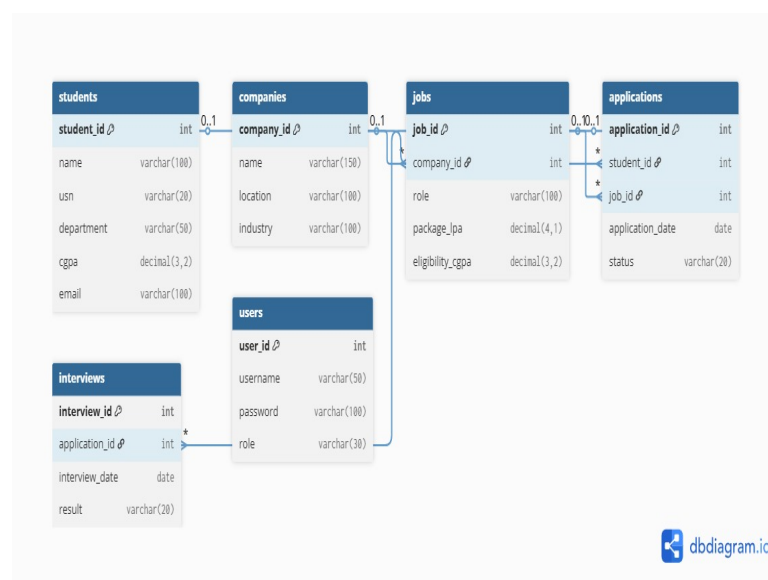 students
student_id int 0..1
name varchar(100)
usn varchar(20)
department varchar(50)
cgpa decimal(3,2)
email varchar(100)
companies
company_id int 0..1
name varchar(150)
location varchar(100)
industry varchar(100)
jobs
job_id int 0..1
* company_id int
role varchar(100)
package_lpa decimal(4,1)
eligibility_cgpa decimal(3,2)
applications
0..1 application_id int
* student_id int
* job_id int
application_date date
status varchar(20)
users
user_id int
username varchar(50)
password varchar(100)
role varchar(30)
interviews
interview_id int
application_id int *
interview_date date
result varchar(20)
dbdiagram.io